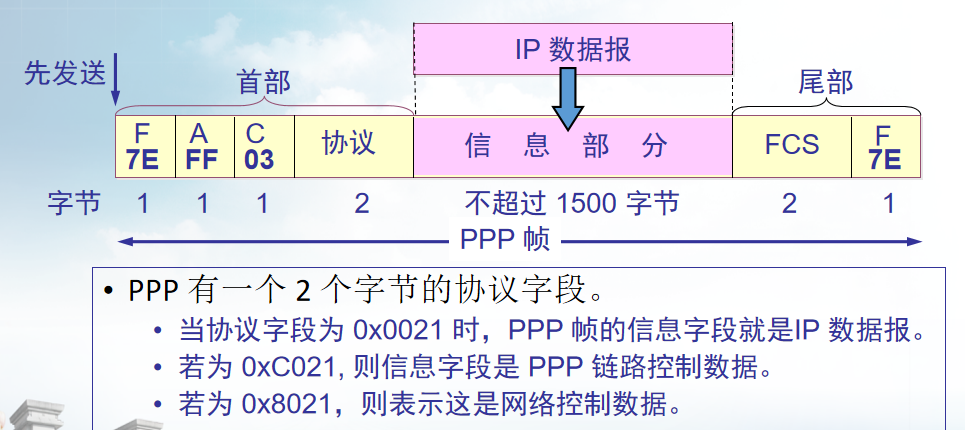 IP 数据报
先发送
首部
尾部
F A C 协议 信 息 部 分 FCS F
7E FF 03 7E
字节 1 1 1 2 不超过 1500 字节 2 1
PPP 帧
• PPP 有一个 2 个字节的协议字段。
• 当协议字段为 0x0021 时，PPP 帧的信息字段就是IP 数据报。
• 若为 0xC021, 则信息字段是 PPP 链路控制数据。
• 若为 0x8021，则表示这是网络控制数据。